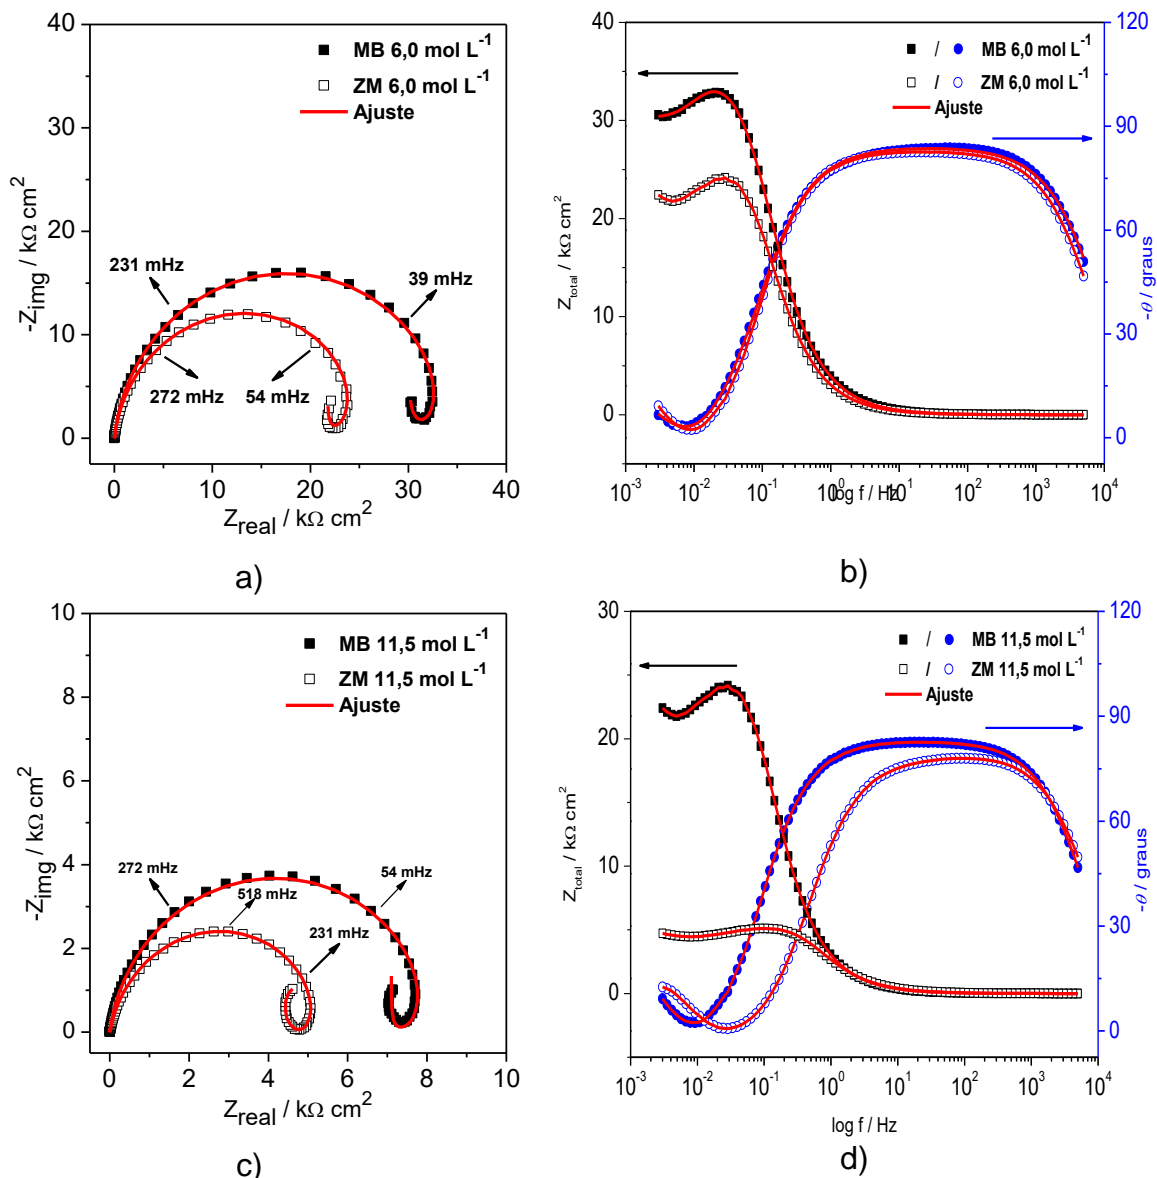 40
30
20
10
0
0
10
20
30
40
-Z_img / kΩ cm²
Z_real / kΩ cm²
MB 6,0 mol L⁻¹
ZM 6,0 mol L⁻¹
Ajuste
231 mHz
39 mHz
272 mHz
54 mHz
a)
40
30
20
10
0
Z_total / kΩ cm²
/ MB 6,0 mol L⁻¹
/ ZM 6,0 mol L⁻¹
Ajuste
120
90
60
30
0
-θ / graus
10⁻³
10⁻²
10⁻¹
10⁰
10¹
10²
10³
10⁴
log f / Hz
b)
10
8
6
4
2
0
0
2
4
6
8
10
-Z_img / kΩ cm²
Z_real / kΩ cm²
MB 11,5 mol L⁻¹
ZM 11,5 mol L⁻¹
Ajuste
272 mHz
518 mHz
54 mHz
231 mHz
c)
30
20
10
0
Z_total / kΩ cm²
/ MB 11,5 mol L⁻¹
/ ZM 11,5 mol L⁻¹
Ajuste
120
90
60
30
0
-θ / graus
10⁻³
10⁻²
10⁻¹
10⁰
10¹
10²
10³
10⁴
log f / Hz
d)